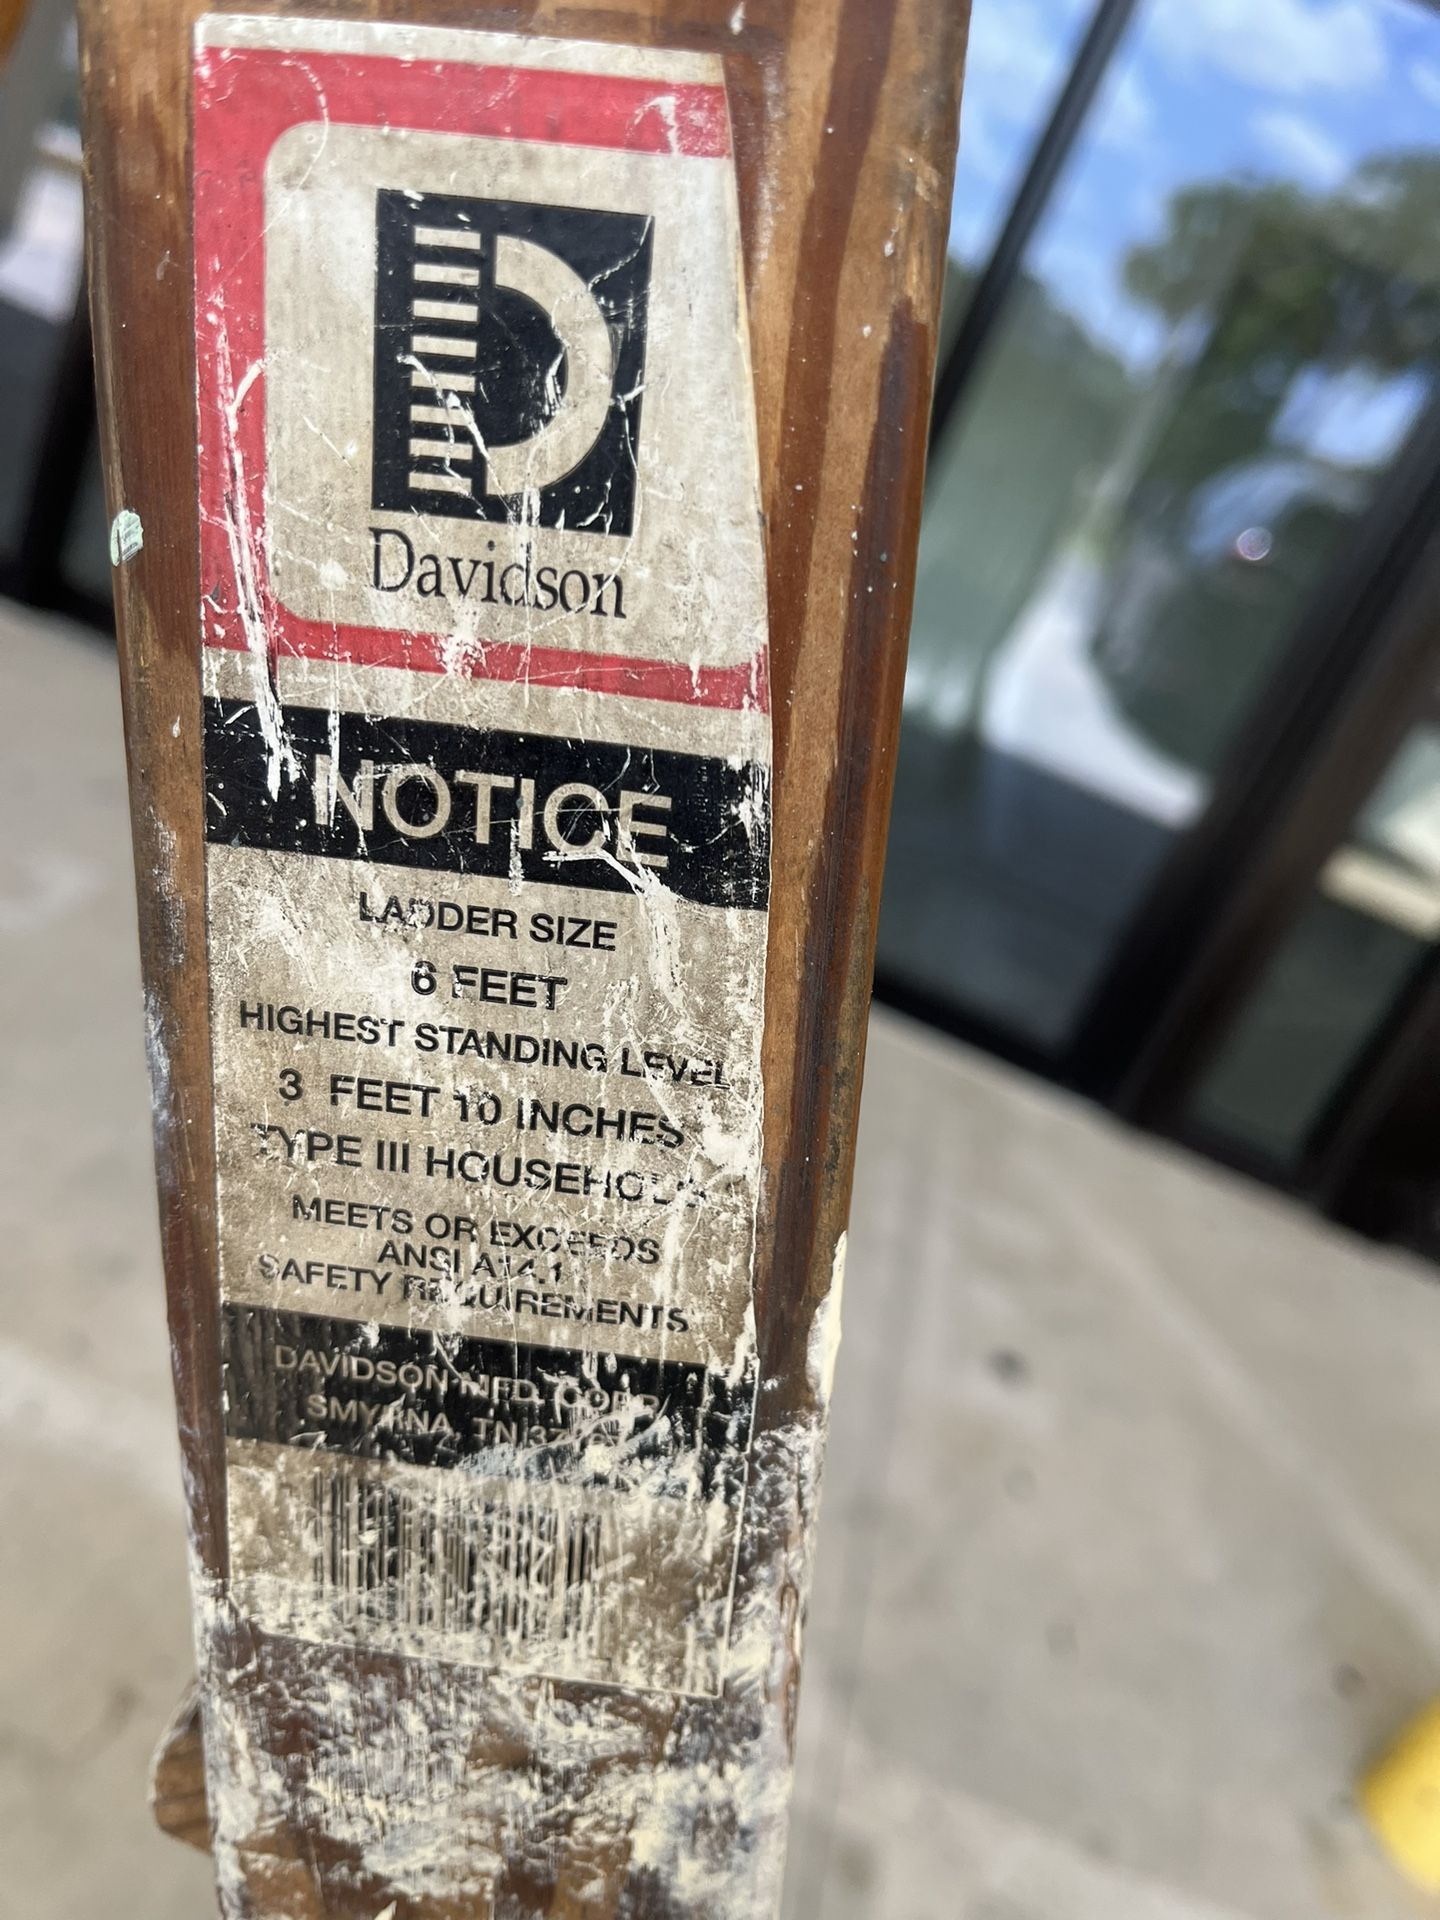 Davidson
NOTICE
LADDER SIZE
6 FEET
HIGHEST STANDING LEVEL
3 FEET 10 INCHES
TYPE III HOUSEHOLD
MEETS OR EXCEEDS
ANSI A14.1
SAFETY REQUIREMENTS
DAVIDSON MFD. CORP.
SMYRNA, TN